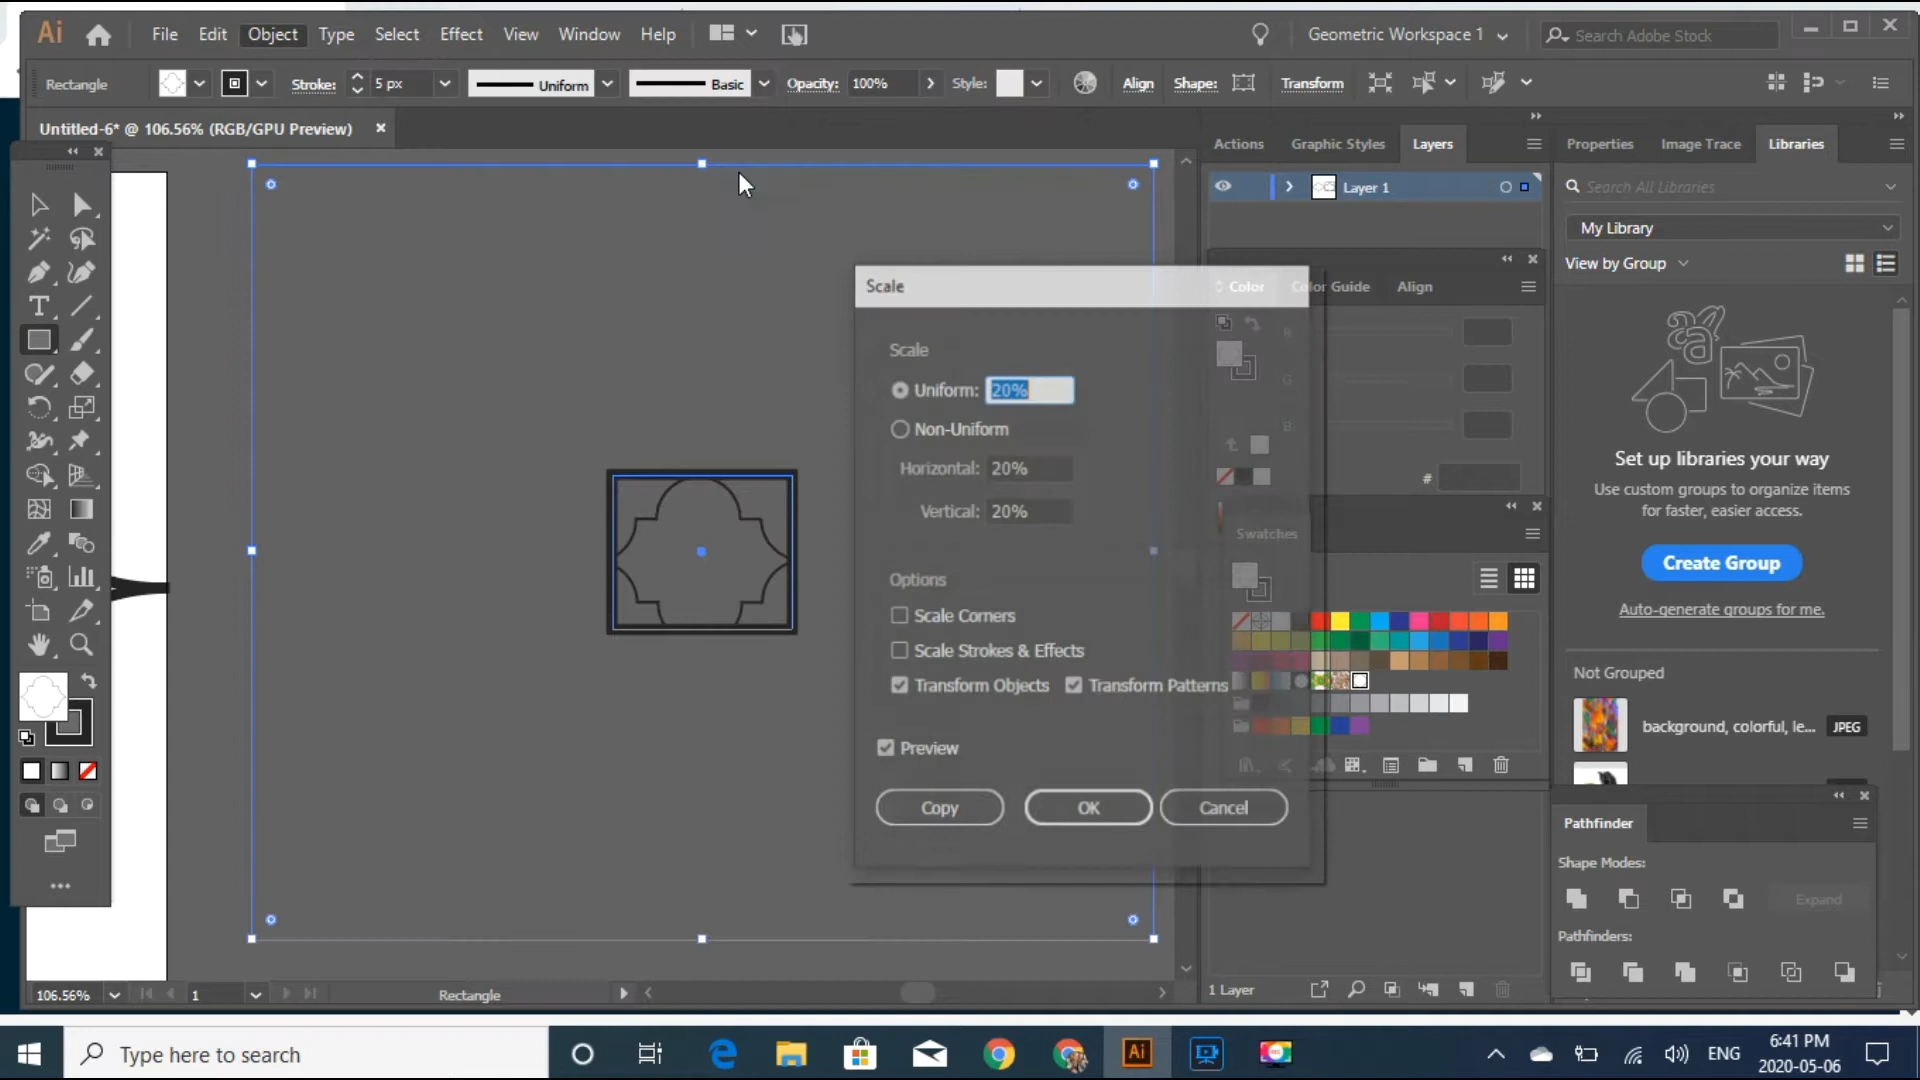 Ai File Edit Object Type Select Effect View Window Help Geometric Workspace 1 Search Adobe Stock
Rectangle Stroke: 5 px Uniform Basic Opacity: 100% Style: Align Shape: Transform
Untitled-6* @ 106.56% (RGB/GPU Preview)
Actions Graphic Styles Layers
Layer 1
Properties Image Trace Libraries
Search All Libraries
My Library
View by Group
Scale
Scale
Uniform: 20%
Non-Uniform
Horizontal: 20%
Vertical: 20%
Options
Scale Corners
Scale Strokes & Effects
Transform Objects Transform Patterns
Preview
Copy OK Cancel
Color Color Guide Align
R
G
B
#
Swatches
Set up libraries your way
Use custom groups to organize items
for faster, easier access.
Create Group
Auto-generate groups for me.
Not Grouped
background, colorful, le... JPEG
Pathfinder
Shape Modes:
Expand
Pathfinders:
106.56% 1 Rectangle
1 Layer
Type here to search
Ai
ENG
6:41 PM
2020-05-06